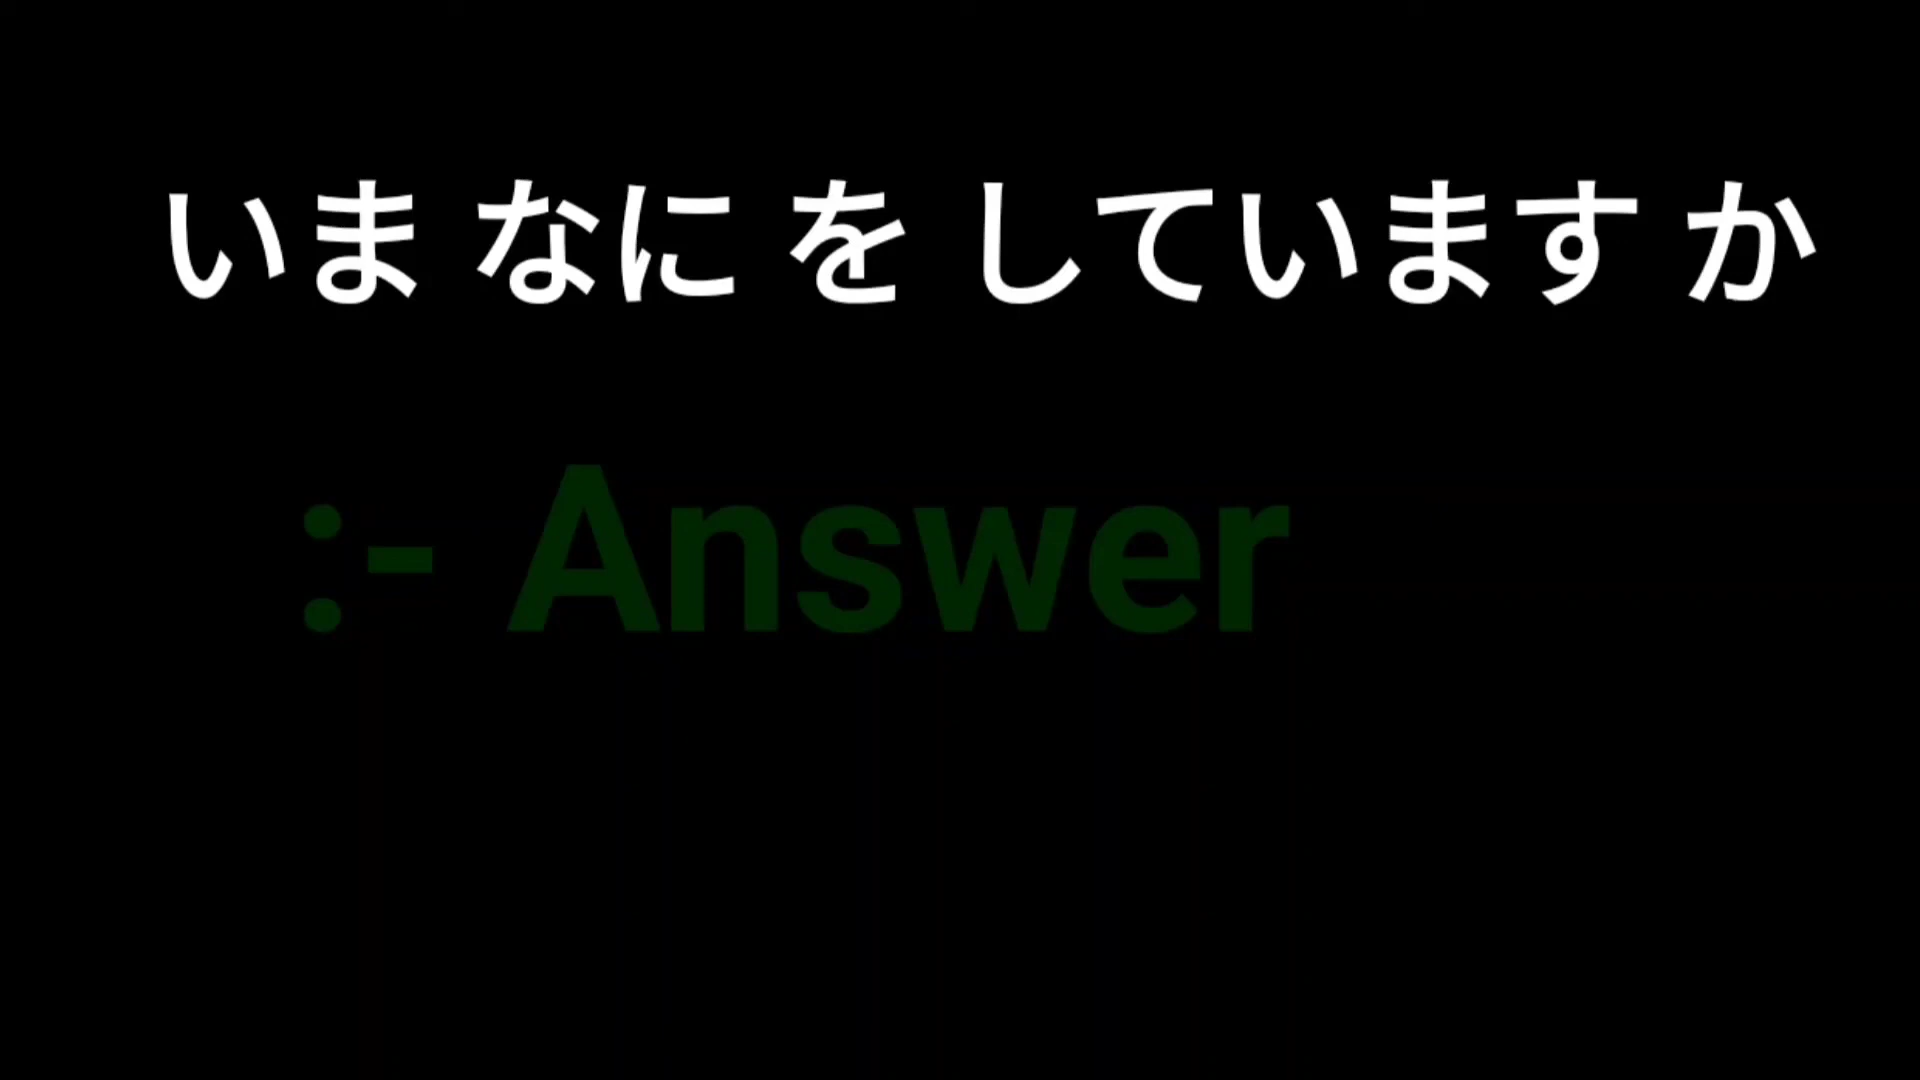 いま なに を しています か
:- Answer